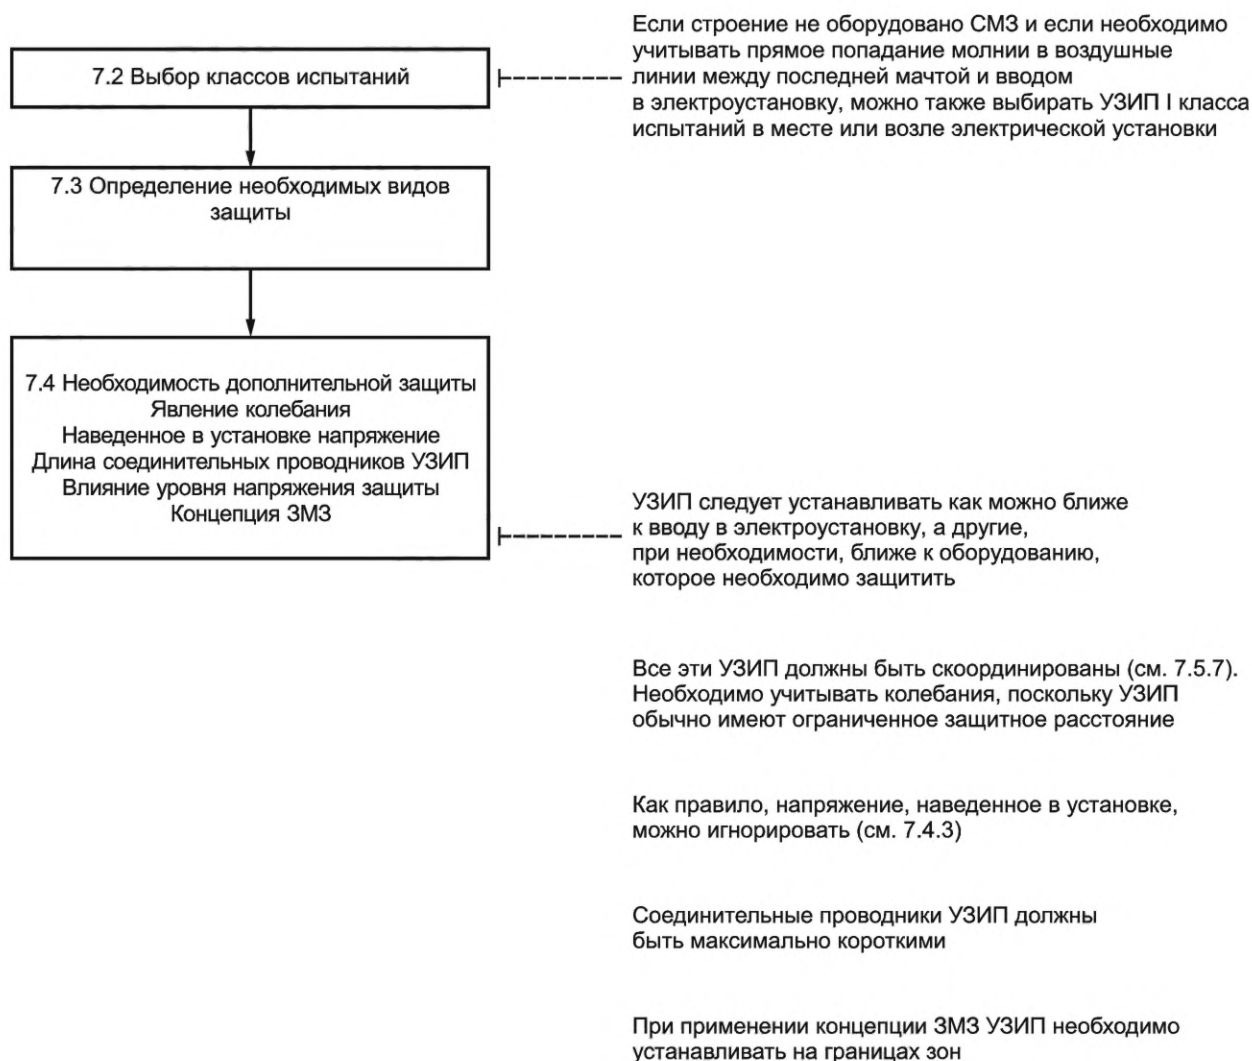 Если строение не оборудовано СМЗ и если необходимо
учитывать прямое попадание молнии в воздушные
линии между последней мачтой и вводом
в электроустановку, можно также выбирать УЗИП I класса
испытаний в месте или возле электрической установки
7.2 Выбор классов испытаний
7.3 Определение необходимых видов
защиты
7.4 Необходимость дополнительной защиты
Явление колебания
Наведенное в установке напряжение
Длина соединительных проводников УЗИП
Влияние уровня напряжения защиты
Концепция ЗМЗ
УЗИП следует устанавливать как можно ближе
к вводу в электроустановку, а другие,
при необходимости, ближе к оборудованию,
которое необходимо защитить
Все эти УЗИП должны быть скоординированы (см. 7.5.7).
Необходимо учитывать колебания, поскольку УЗИП
обычно имеют ограниченное защитное расстояние
Как правило, напряжение, наведенное в установке,
можно игнорировать (см. 7.4.3)
Соединительные проводники УЗИП должны
быть максимально короткими
При применении концепции ЗМЗ УЗИП необходимо
устанавливать на границах зон